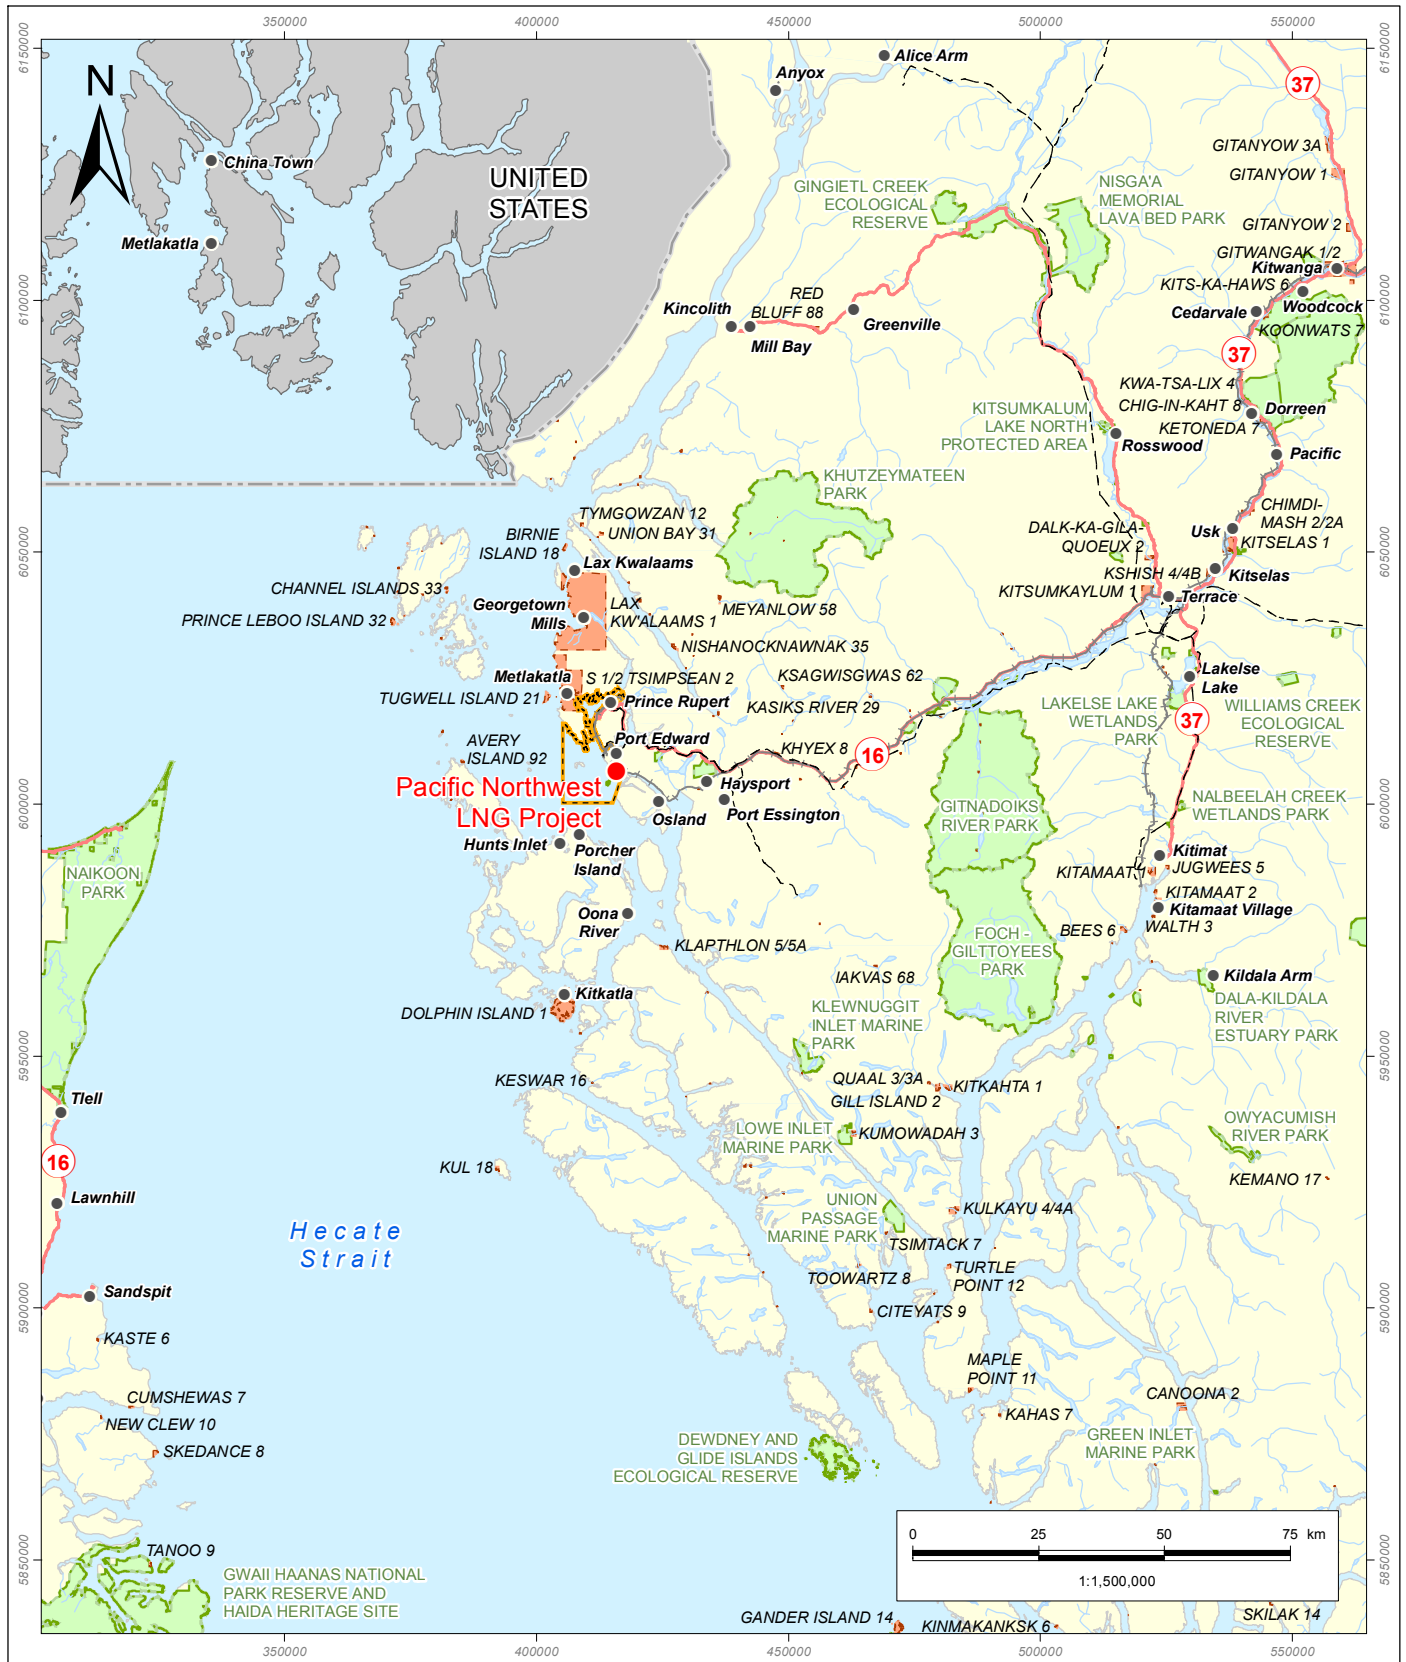 350000
400000
450000
500000
550000
6150000
6150000
N
Alice Arm
Anyox
37
China Town
UNITED
STATES
GITANYOW 3A
GITANYOW 1
GINGIETL CREEK
ECOLOGICAL
RESERVE
NISGA'A
MEMORIAL
LAVA BED PARK
GITANYOW 2
Metlakatla
GITWANGAK 1/2
Kitwanga
KITS-KA-HAWS 6
Woodcock
6100000
6100000
Kincolith
RED
BLUFF 88
Mill Bay
Greenville
Cedarvale
KOONWATS 7
37
KWA-TSA-LIX 4
CHIG-IN-KAHT 8
Dorreen
KETONEDA 7
KITSUMKALUM
LAKE NORTH
PROTECTED AREA
Rosswood
Pacific
KHUTZEYMATEEN
PARK
TYMGOWZAN 12
UNION BAY 31
BIRNIE
ISLAND 18
CHIMDI-
MASH 2/2A
Usk
KITSELAS 1
DALK-KA-GILA-
QUOEUX 2
6050000
6050000
Lax Kwalaams
KSHISH 4/4B
Kitselas
CHANNEL ISLANDS 33
KITSUMKAYLUM 1
Terrace
Georgetown
Mills
LAX
KW'ALAAMS 1
MEYANLOW 58
PRINCE LEBOO ISLAND 32
NISHANOCKNAWNAK 35
Metlakatla
S 1/2 TSIMPSEAN 2
KSAGWISGWAS 62
Lakelse
Lake
TUGWELL ISLAND 21
Prince Rupert
KASIKS RIVER 29
LAKELSE LAKE
WETLANDS
PARK
37
WILLIAMS CREEK
ECOLOGICAL
RESERVE
AVERY
ISLAND 92
Port Edward
KHYEX 8
16
Pacific Northwest
LNG Project
Haysport
Port Essington
Osland
GITNADOIKS
RIVER PARK
NALBEELAH CREEK
WETLANDS PARK
6000000
6000000
Hunts Inlet
Porcher
Island
Kitimat
KITAMAAT 1
JUGWEES 5
NAIKOON
PARK
KITAMAAT 2
Kitamaat Village
WALTH 3
Oona
River
KLAPTHLON 5/5A
FOCH -
GILTTOYEES
PARK
BEES 6
IAKVAS 68
Kildala Arm
Kitkatla
DOLPHIN ISLAND 1
KLEWNUGGIT
INLET MARINE
PARK
DALA-KILDALA
RIVER
ESTUARY PARK
5950000
5950000
KESWAR 16
QUAAL 3/3A
KITKAHTA 1
GILL ISLAND 2
Tlell
LOWE INLET
MARINE PARK
KUMOWADAH 3
OWYACUMISH
RIVER PARK
16
KUL 18
KEMANO 17
Lawnhill
UNION
PASSAGE
MARINE PARK
KULKAYU 4/4A
Hecate
Strait
TSIMTACK 7
TOOWARTZ 8
TURTLE
POINT 12
Sandspit
CITEYATS 9
5900000
5900000
KASTE 6
MAPLE
POINT 11
CUMSHEWAS 7
NEW CLEW 10
CANOONA 2
KAHAS 7
SKEDANCE 8
DEWDNEY AND
GLIDE ISLANDS
ECOLOGICAL RESERVE
GREEN INLET
MARINE PARK
0 25 50 75 km
1:1,500,000
5850000
5850000
TANOO 9
GWAII HAANAS NATIONAL
PARK RESERVE AND
HAIDA HERITAGE SITE
GANDER ISLAND 14
KINMAKANKSK 6
SKILAK 14
350000
400000
450000
500000
550000